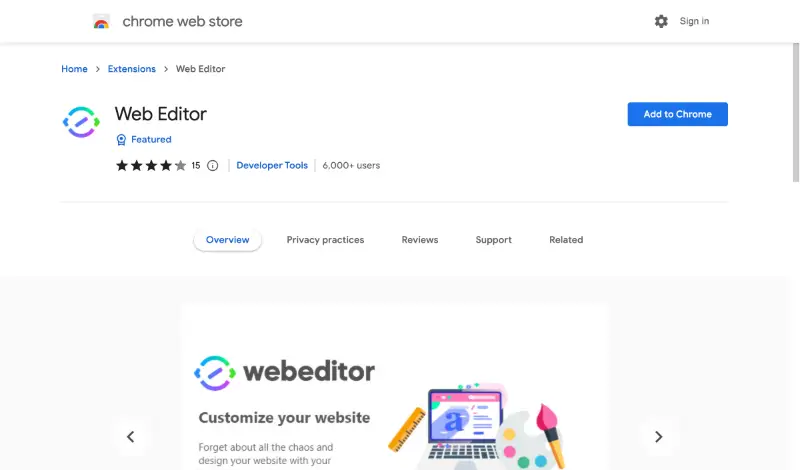 chrome web store
Sign in
Home > Extensions > Web Editor
Web Editor
Add to Chrome
Featured
15 Developer Tools 6,000+ users
Overview Privacy practices Reviews Support Related
webeditor
Customize your website
Forget about all the chaos and
design your website with your
a